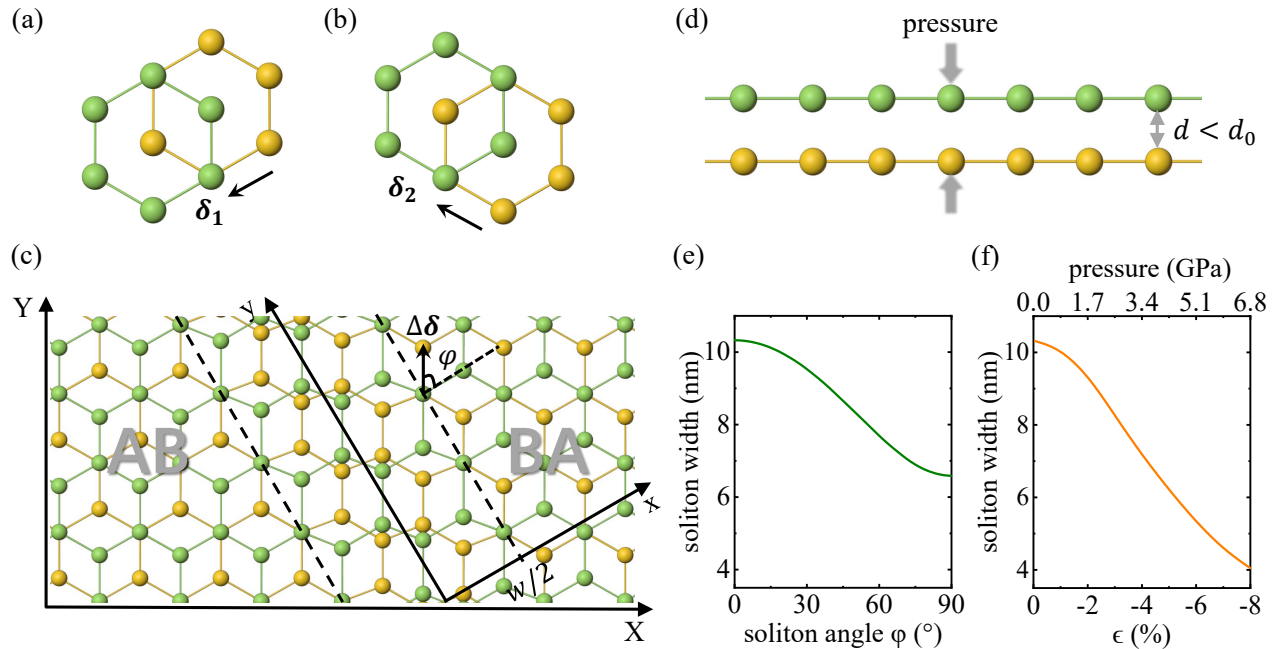 (a)
δ₁
(b)
δ₂
(d)
pressure
d < d₀
(c)
Y
y
Δδ
φ
AB
BA
x
w/2
X
(e)
soliton width (nm)
10
8
6
4
0 30 60 90
soliton angle φ (°)
(f)
pressure (GPa)
0.0 1.7 3.4 5.1 6.8
soliton width (nm)
10
8
6
4
0 -2 -4 -6 -8
ϵ (%)